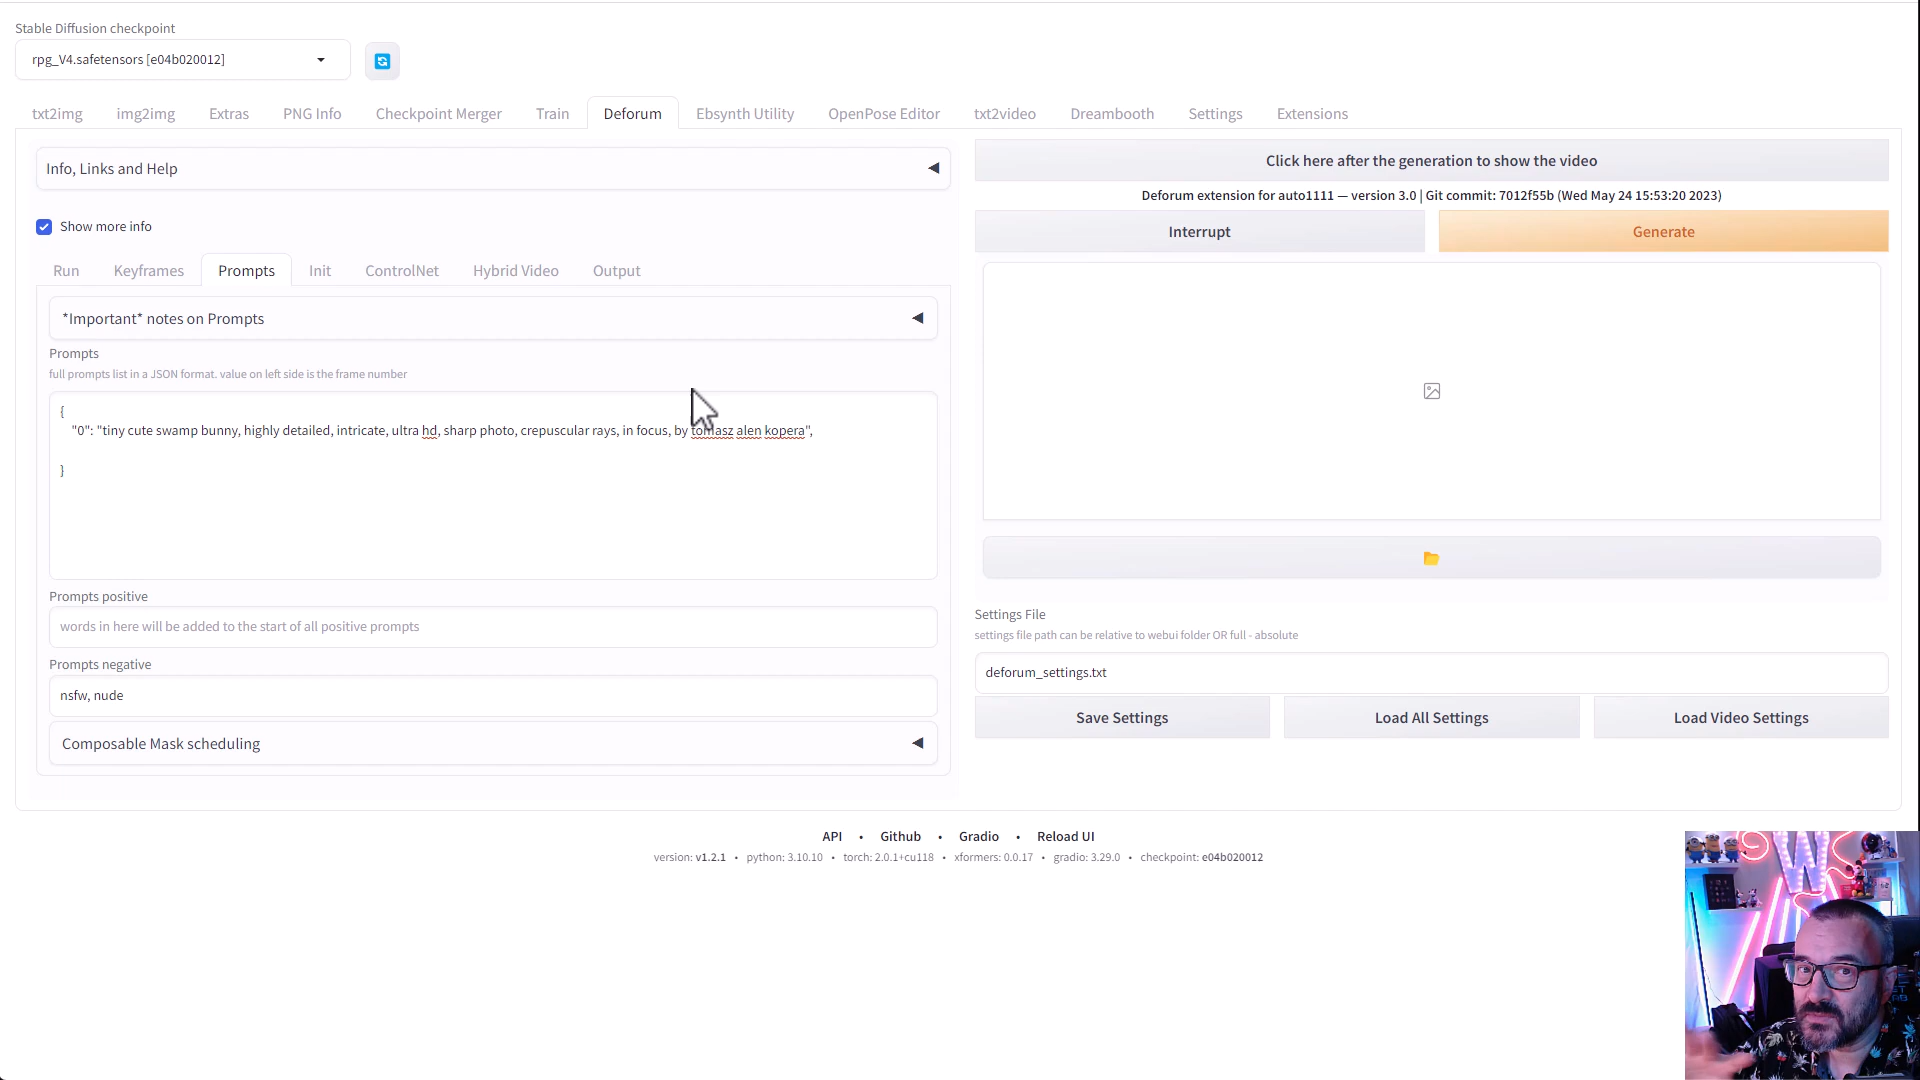 Stable Diffusion checkpoint
rpg_V4.safetensors [e04b020012]
txt2img img2img Extras PNG Info Checkpoint Merger Train Deforum Ebsynth Utility OpenPose Editor txt2video Dreambooth Settings Extensions
Info, Links and Help
Show more info
Run Keyframes Prompts Init ControlNet Hybrid Video Output
*Important* notes on Prompts
Prompts
full prompts list in a JSON format. value on left side is the frame number
{
"0": "tiny cute swamp bunny, highly detailed, intricate, ultra hd, sharp photo, crepuscular rays, in focus, by tomasz alen kopera",
}
Prompts positive
words in here will be added to the start of all positive prompts
Prompts negative
nsfw, nude
Composable Mask scheduling
Click here after the generation to show the video
Deforum extension for auto1111 — version 3.0 | Git commit: 7012f55b (Wed May 24 15:53:20 2023)
Interrupt Generate
Settings File
settings file path can be relative to webui folder OR full - absolute
deforum_settings.txt
Save Settings Load All Settings Load Video Settings
API • Github • Gradio • Reload UI
version: v1.2.1 • python: 3.10.10 • torch: 2.0.1+cu118 • xformers: 0.0.17 • gradio: 3.29.0 • checkpoint: e04b020012
W